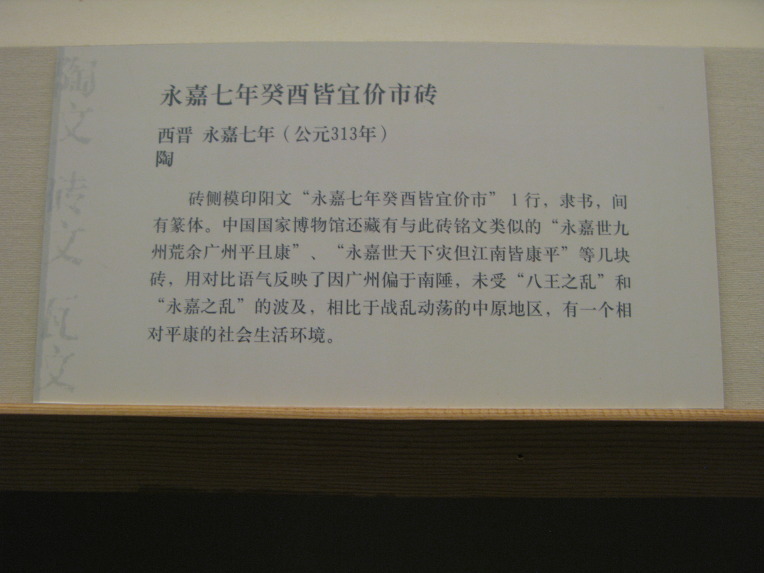 永嘉七年癸酉皆宜价市砖
西晋 永嘉七年（公元313年）
陶
砖侧模印阳文“永嘉七年癸酉皆宜价市”1行，隶书，间
有篆体。中国国家博物馆还藏有与此砖铭文类似的“永嘉世九
州荒余广州平且康”、“永嘉世天下灾但江南皆康平”等几块
砖，用对比语气反映了因广州偏于南陲，未受“八王之乱”和
“永嘉之乱”的波及，相比于战乱动荡的中原地区，有一个相
对平康的社会生活环境。
陶文 砖文 瓦文